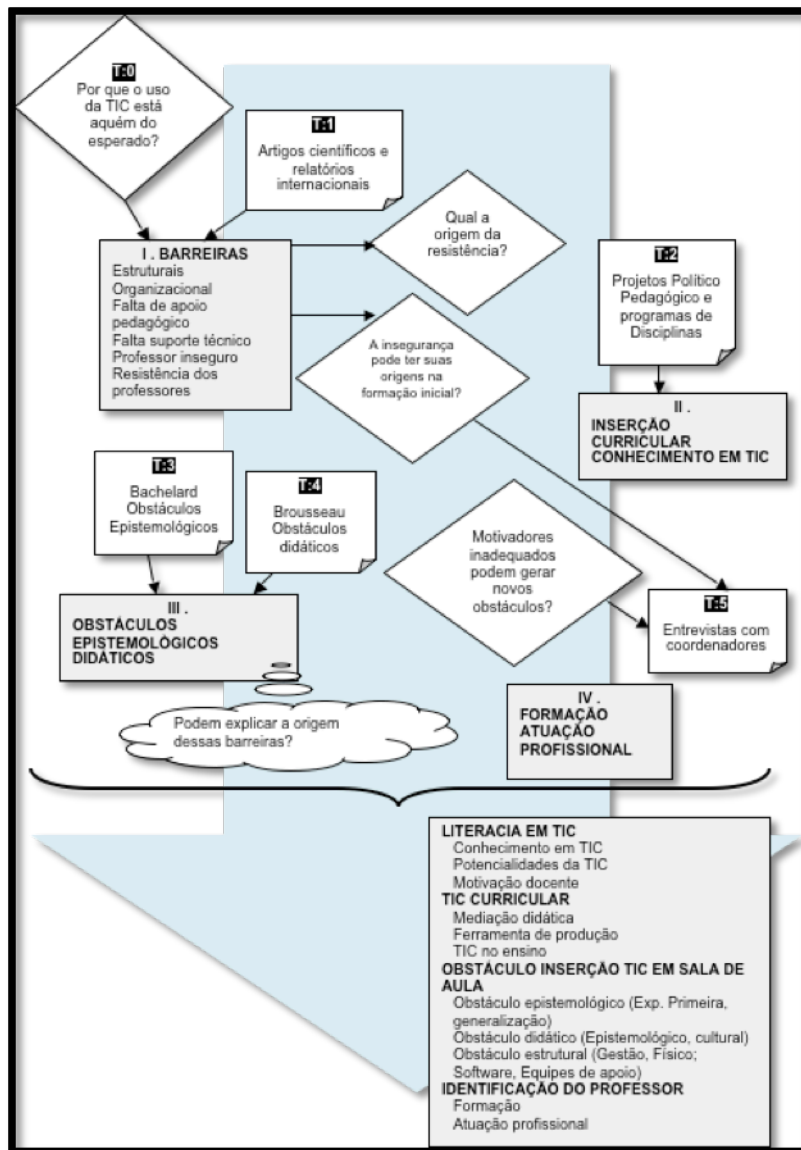 T:0
Por que o uso
da TIC está
aquém do
esperado?
T:1
Artigos científicos e
relatórios
internacionais
Qual a
origem da
resistência?
I . BARREIRAS
Estruturais
Organizacional
Falta de apoio
pedagógico
Falta suporte técnico
Professor inseguro
Resistência dos
professores
T:2
Projetos Político
Pedagógico e
programas de
Disciplinas
A insegurança
pode ter suas
origens na
formação inicial?
II .
INSERÇÃO
CURRICULAR
CONHECIMENTO EM TIC
T:3
Bachelard
Obstáculos
Epistemológicos
T:4
Brousseau
Obstáculos
didáticos
Motivadores
inadequados
podem gerar
novos
obstáculos?
III .
OBSTÁCULOS
EPISTEMOLÓGICOS
DIDÁTICOS
T:5
Entrevistas com
coordenadores
Podem explicar a origem
dessas barreiras?
IV .
FORMAÇÃO
ATUAÇÃO
PROFISSIONAL
LITERACIA EM TIC
Conhecimento em TIC
Potencialidades da TIC
Motivação docente
TIC CURRICULAR
Mediação didática
Ferramenta de produção
TIC no ensino
OBSTÁCULO INSERÇÃO TIC EM SALA DE
AULA
Obstáculo epistemológico (Exp. Primeira,
generalização)
Obstáculo didático (Epistemológico, cultural)
Obstáculo estrutural (Gestão, Físico;
Software, Equipes de apoio)
IDENTIFICAÇÃO DO PROFESSOR
Formação
Atuação profissional